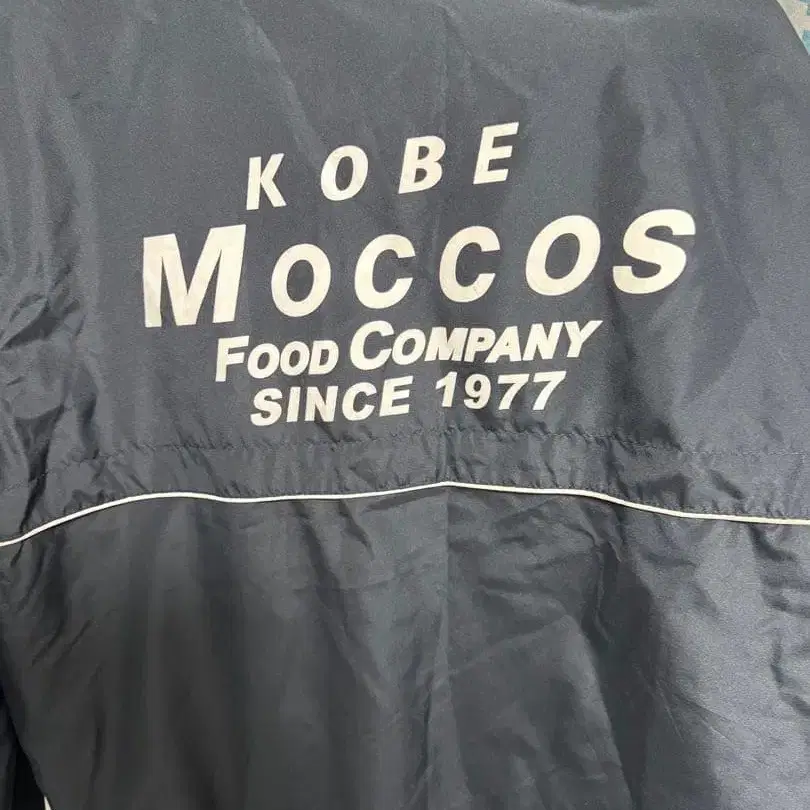 KOBE
MOCCOS
FOOD COMPANY
SINCE 1977